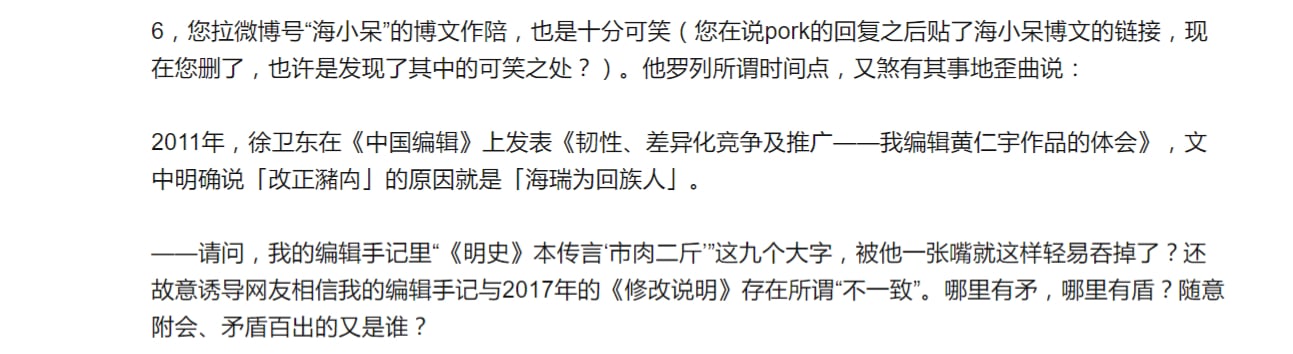 6，您拉微博号“海小呆”的博文作陪，也是十分可笑（您在说pork的回复之后贴了海小呆博文的链接，现
在您删了，也许是发现了其中的可笑之处？）。他罗列所谓时间点，又煞有其事地歪曲说：
2011年，徐卫东在《中国编辑》上发表《韧性、差异化竞争及推广——我编辑黄仁宇作品的体会》，文
中明确说「改正豬禸」的原因就是「海瑞为回族人」。
——请问，我的编辑手记里“《明史》本传言‘市肉二斤’”这九个大字，被他一张嘴就这样轻易吞掉了？还
故意诱导网友相信我的编辑手记与2017年的《修改说明》存在所谓“不一致”。哪里有矛，哪里有盾？随意
附会、矛盾百出的又是谁？